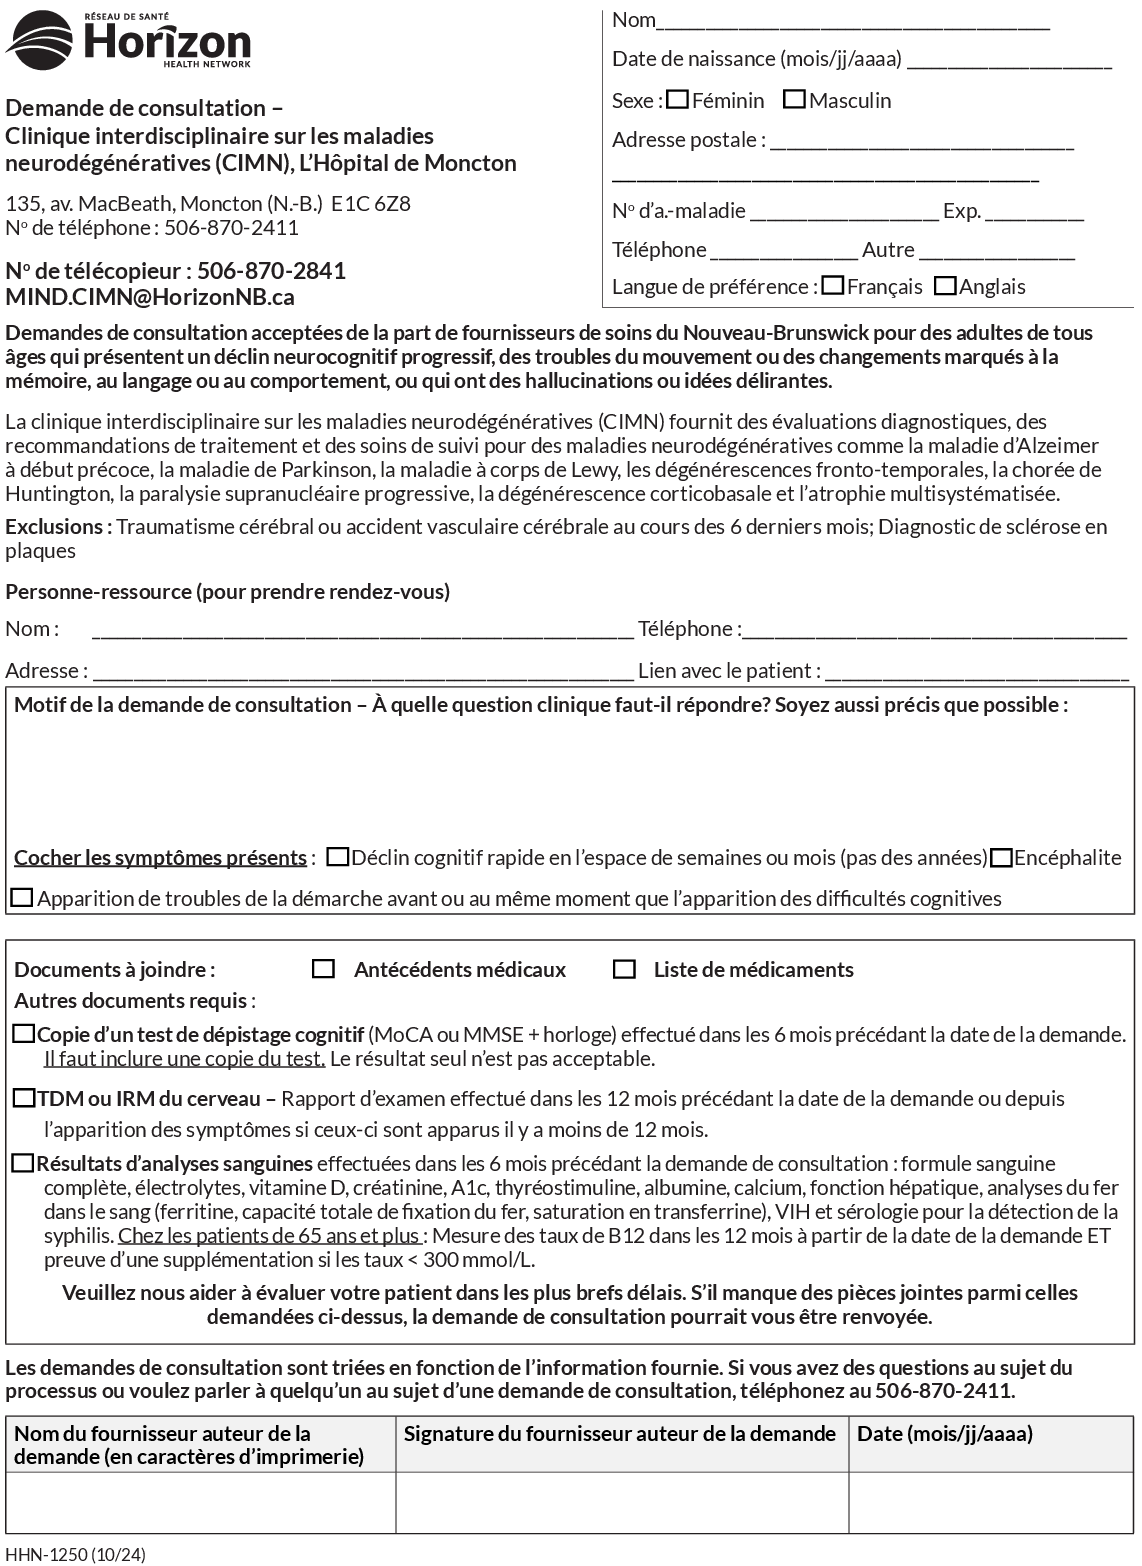 RÉSEAU DE SANTÉ
Horizon
HEALTH NETWORK
Demande de consultation –
Clinique interdisciplinaire sur les maladies
neurodégénératives (CIMN), L’Hôpital de Moncton
135, av. MacBeath, Moncton (N.-B.) E1C 6Z8
Nº de téléphone : 506-870-2411
Nº de télécopieur : 506-870-2841
MIND.CIMN@HorizonNB.ca
Nom
Date de naissance (mois/jj/aaaa)
Sexe : Féminin Masculin
Adresse postale :
Nº d’a.-maladie Exp.
Téléphone Autre
Langue de préférence : Français Anglais
Demandes de consultation acceptées de la part de fournisseurs de soins du Nouveau-Brunswick pour des adultes de tous
âges qui présentent un déclin neurocognitif progressif, des troubles du mouvement ou des changements marqués à la
mémoire, au langage ou au comportement, ou qui ont des hallucinations ou idées délirantes.
La clinique interdisciplinaire sur les maladies neurodégénératives (CIMN) fournit des évaluations diagnostiques, des
recommandations de traitement et des soins de suivi pour des maladies neurodégénératives comme la maladie d’Alzeimer
à début précoce, la maladie de Parkinson, la maladie à corps de Lewy, les dégénérescences fronto-temporales, la chorée de
Huntington, la paralysie supranucléaire progressive, la dégénérescence corticobasale et l’atrophie multisystématisée.
Exclusions : Traumatisme cérébral ou accident vasculaire cérébrale au cours des 6 derniers mois; Diagnostic de sclérose en
plaques
Personne-ressource (pour prendre rendez-vous)
Nom : Téléphone :
Adresse : Lien avec le patient :
Motif de la demande de consultation – À quelle question clinique faut-il répondre? Soyez aussi précis que possible :
Cocher les symptômes présents : Déclin cognitif rapide en l’espace de semaines ou mois (pas des années) Encéphalite
Apparition de troubles de la démarche avant ou au même moment que l’apparition des difficultés cognitives
Documents à joindre : Antécédents médicaux Liste de médicaments
Autres documents requis :
Copie d’un test de dépistage cognitif (MoCA ou MMSE + horloge) effectué dans les 6 mois précédant la date de la demande.
Il faut inclure une copie du test. Le résultat seul n’est pas acceptable.
TDM ou IRM du cerveau – Rapport d’examen effectué dans les 12 mois précédant la date de la demande ou depuis
l’apparition des symptômes si ceux-ci sont apparus il y a moins de 12 mois.
Résultats d’analyses sanguines effectuées dans les 6 mois précédant la demande de consultation : formule sanguine
complète, électrolytes, vitamine D, créatinine, A1c, thyréostimuline, albumine, calcium, fonction hépatique, analyses du fer
dans le sang (ferritine, capacité totale de fixation du fer, saturation en transferrine), VIH et sérologie pour la détection de la
syphilis. Chez les patients de 65 ans et plus : Mesure des taux de B12 dans les 12 mois à partir de la date de la demande ET
preuve d’une supplémentation si les taux < 300 mmol/L.
Veuillez nous aider à évaluer votre patient dans les plus brefs délais. S’il manque des pièces jointes parmi celles
demandées ci-dessus, la demande de consultation pourrait vous être renvoyée.
Les demandes de consultation sont triées en fonction de l’information fournie. Si vous avez des questions au sujet du
processus ou voulez parler à quelqu’un au sujet d’une demande de consultation, téléphonez au 506-870-2411.
Nom du fournisseur auteur de la
demande (en caractères d’imprimerie)
Signature du fournisseur auteur de la demande
Date (mois/jj/aaaa)
HHN-1250 (10/24)